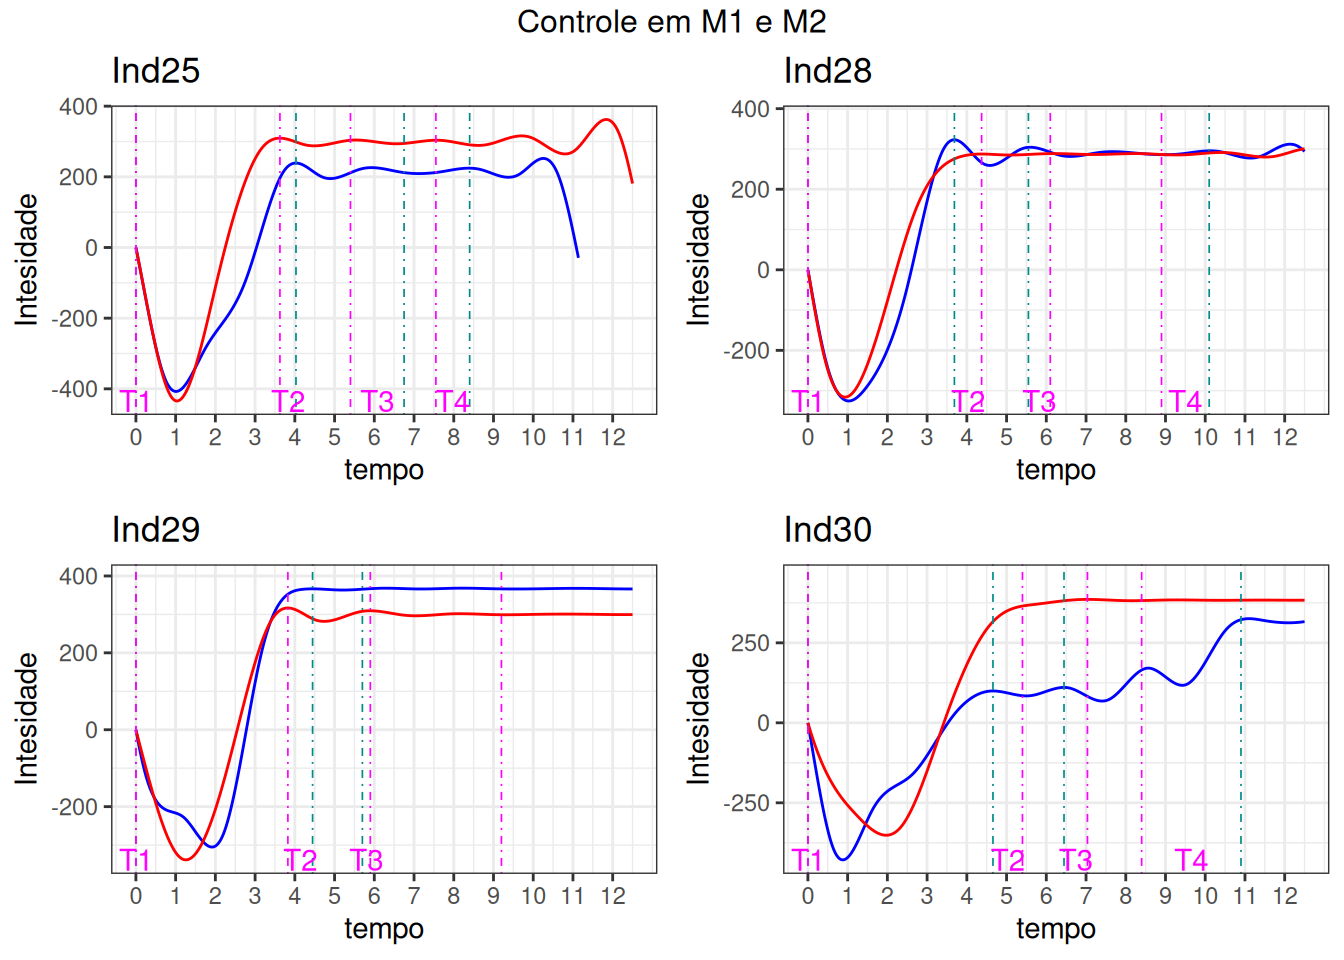 Controle em M1 e M2
Ind25
Intesidade
400
200
0
-200
-400
T1 T2 T3 T4
0 1 2 3 4 5 6 7 8 9 10 11 12
tempo
Ind28
Intesidade
400
200
0
-200
T1 T2 T3 T4
0 1 2 3 4 5 6 7 8 9 10 11 12
tempo
Ind29
Intesidade
400
200
0
-200
T1 T2 T3
0 1 2 3 4 5 6 7 8 9 10 11 12
tempo
Ind30
Intesidade
250
0
-250
T1 T2 T3 T4
0 1 2 3 4 5 6 7 8 9 10 11 12
tempo